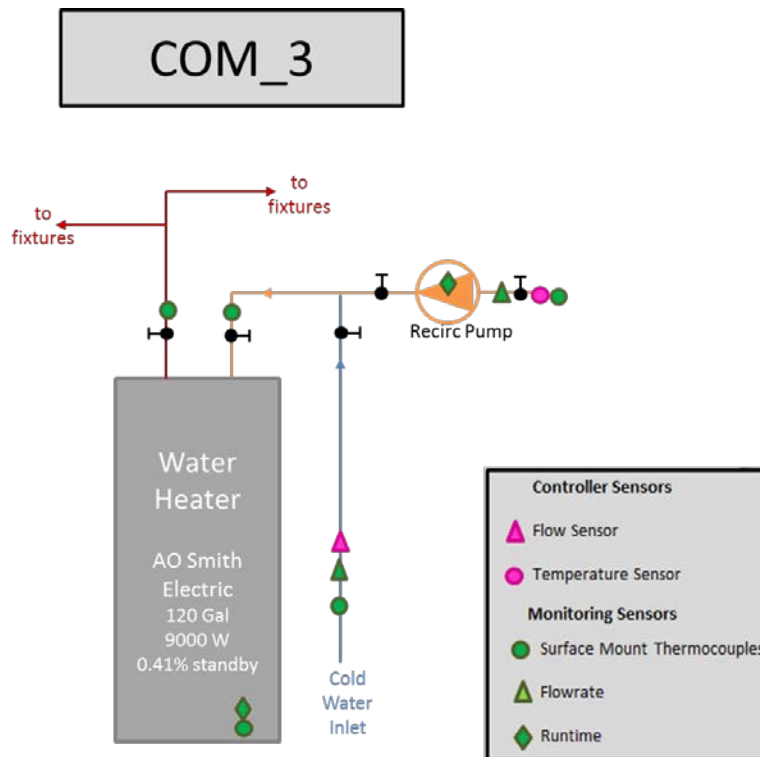 COM_3
to
fixtures
to
fixtures
Recirc Pump
Water
Heater
AO Smith
Electric
120 Gal
9000 W
0.41% standby
Cold
Water
Inlet
Controller Sensors
Flow Sensor
Temperature Sensor
Monitoring Sensors
Surface Mount Thermocouples
Flowrate
Runtime